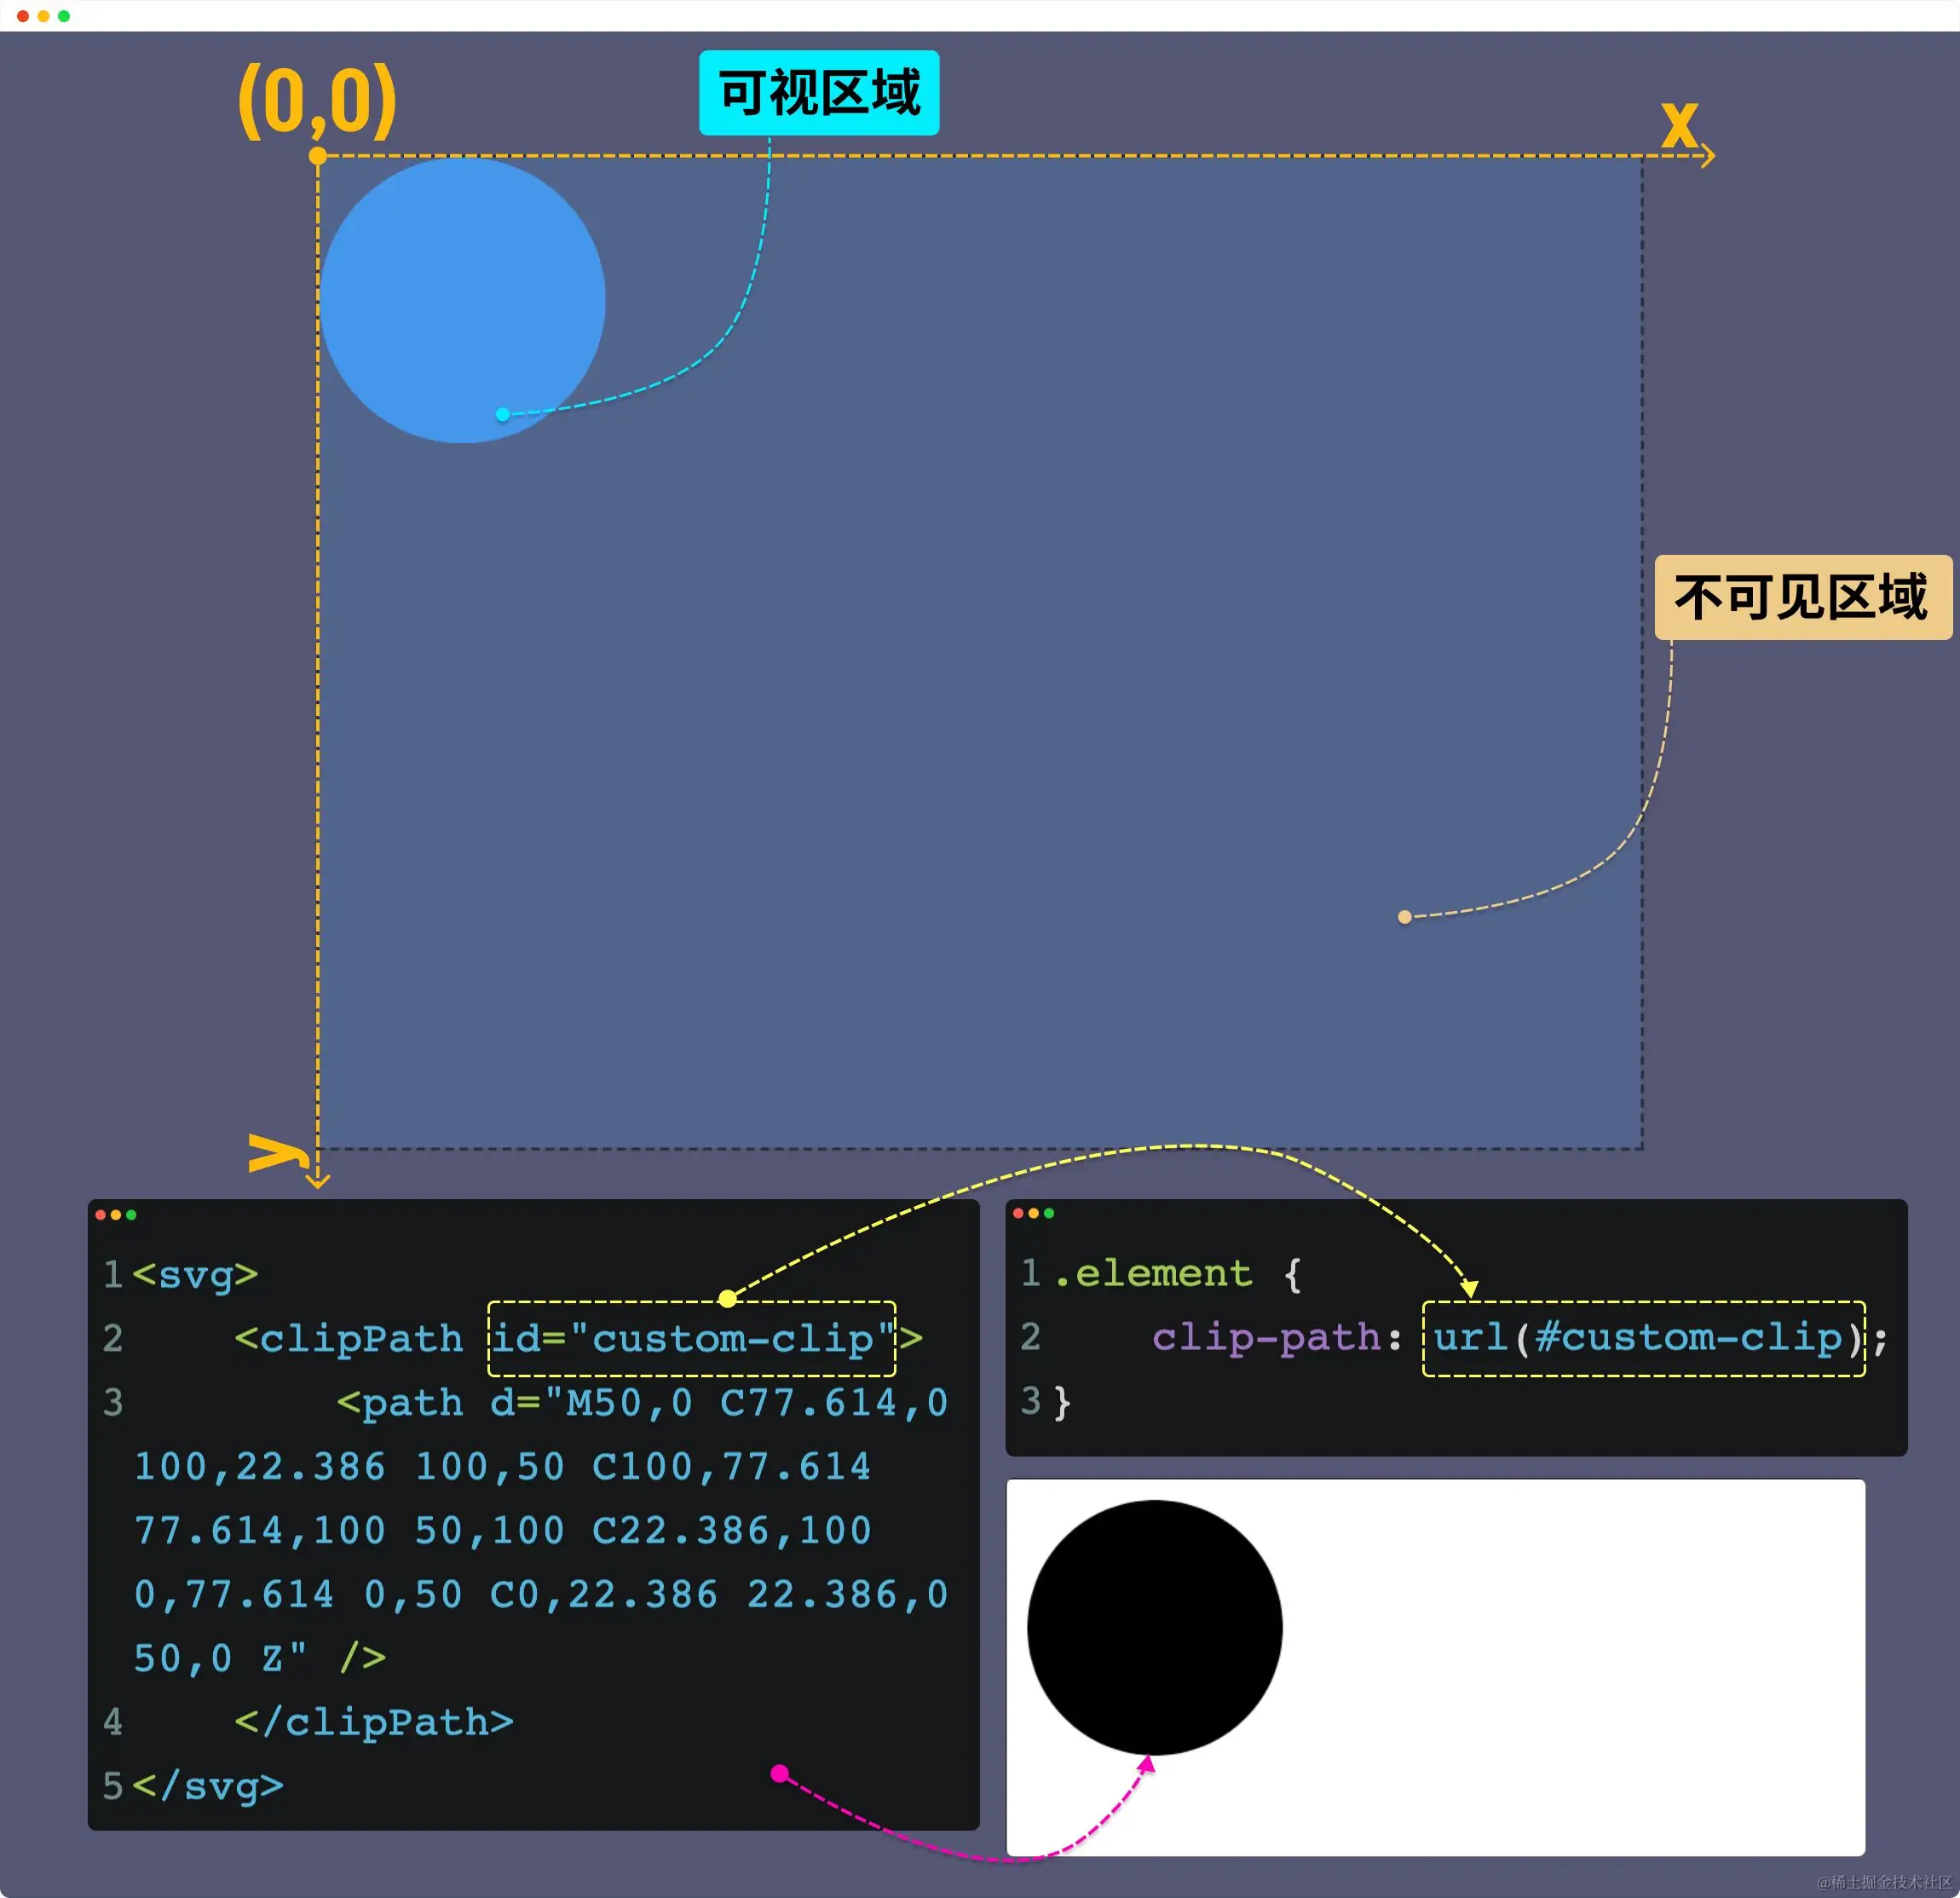 (0,0)
可视区域
x
不可见区域
y
1 <svg>
2     <clipPath id="custom-clip">
3         <path d="M50,0 C77.614,0
100,22.386 100,50 C100,77.614
77.614,100 50,100 C22.386,100
0,77.614 0,50 C0,22.386 22.386,0
50,0 Z" />
4     </clipPath>
5 </svg>
1 .element {
2     clip-path: url(#custom-clip);
3 }
@稀土掘金技术社区